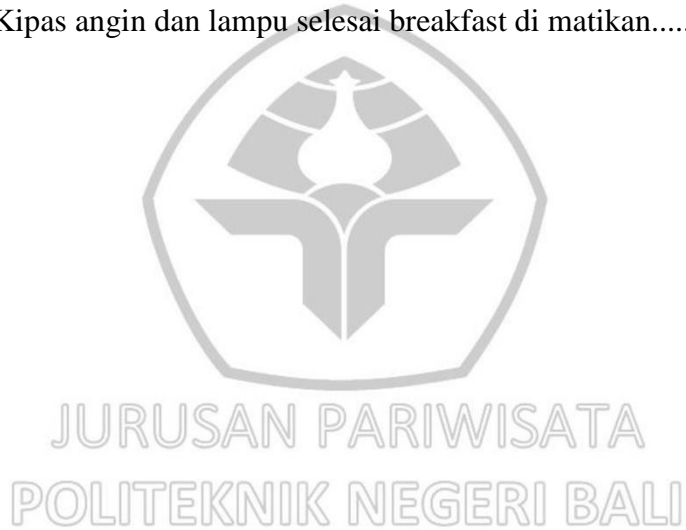 Kipas angin dan lampu selesai breakfast di matikan.....
JURUSAN PARIWISATA
POLITEKNIK NEGERI BALI